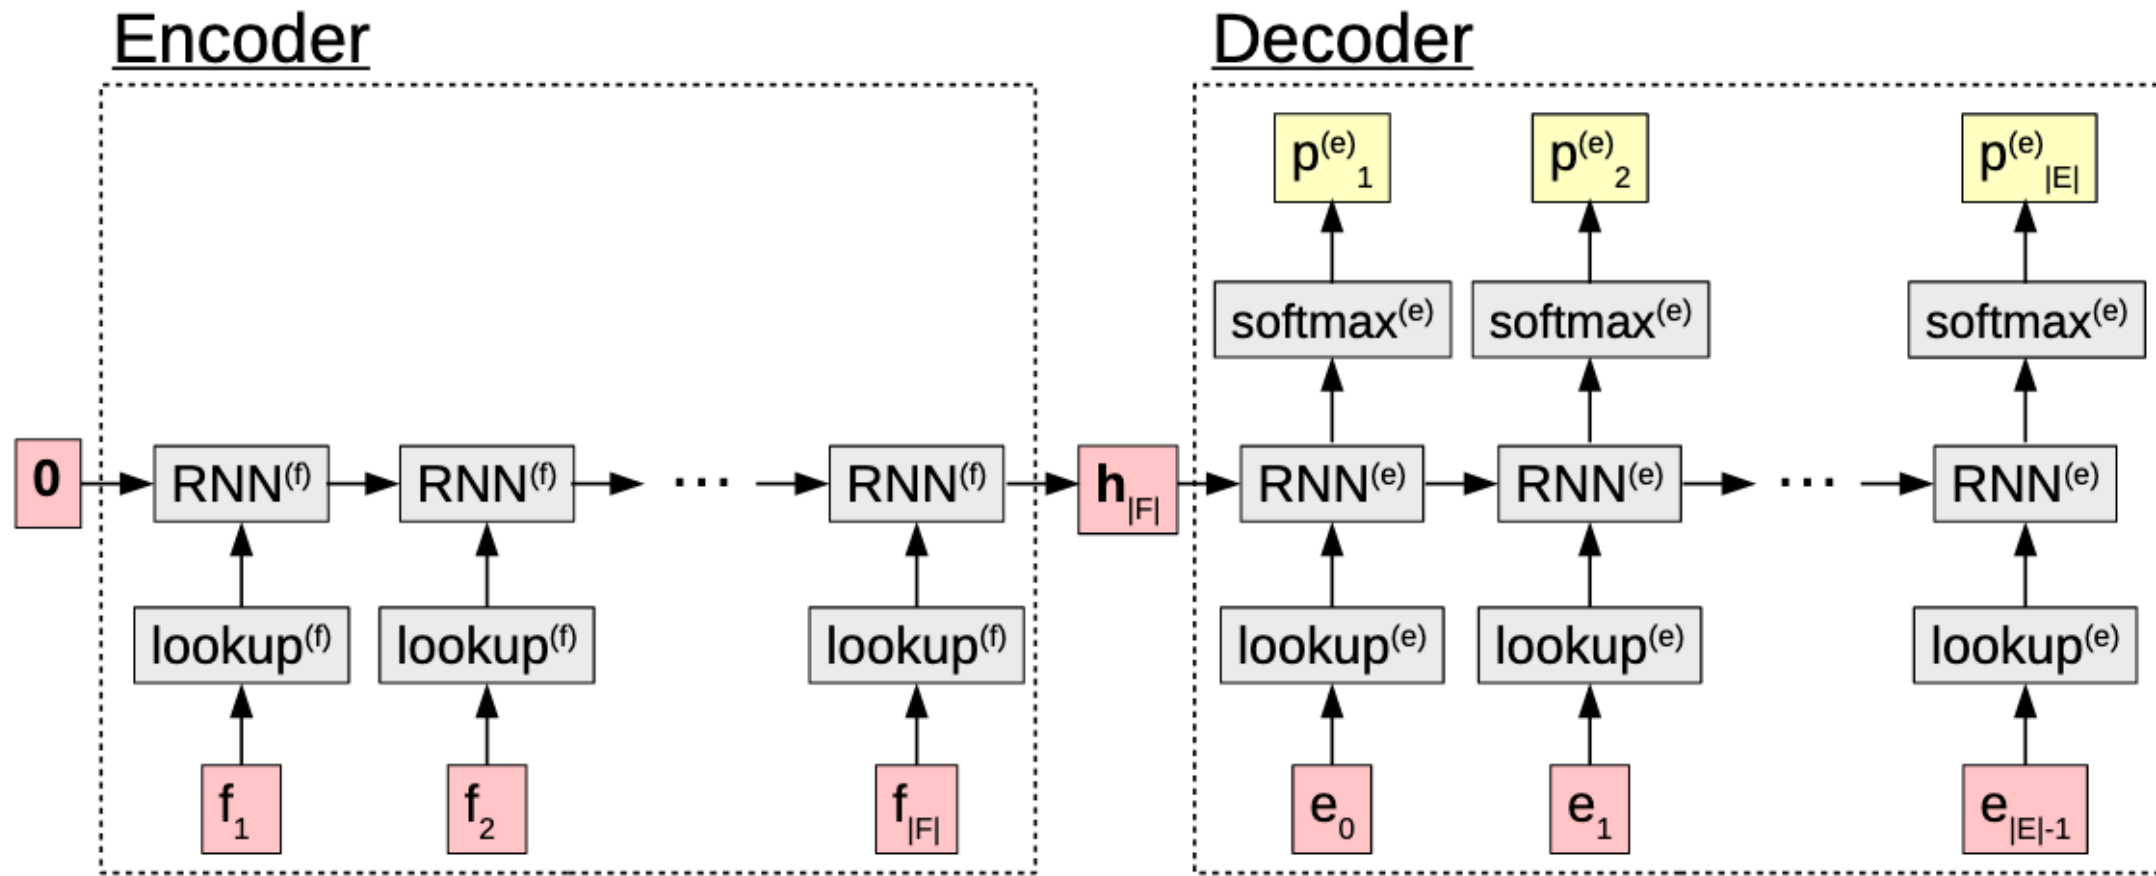 Encoder
Decoder
p(e)1 p(e)2 p(e)|E|
softmax(e) softmax(e) softmax(e)
0 RNN(f) RNN(f) ... RNN(f) h|F| RNN(e) RNN(e) ... RNN(e)
lookup(f) lookup(f) lookup(f) lookup(e) lookup(e) lookup(e)
f1 f2 f|F| e0 e1 e|E|-1